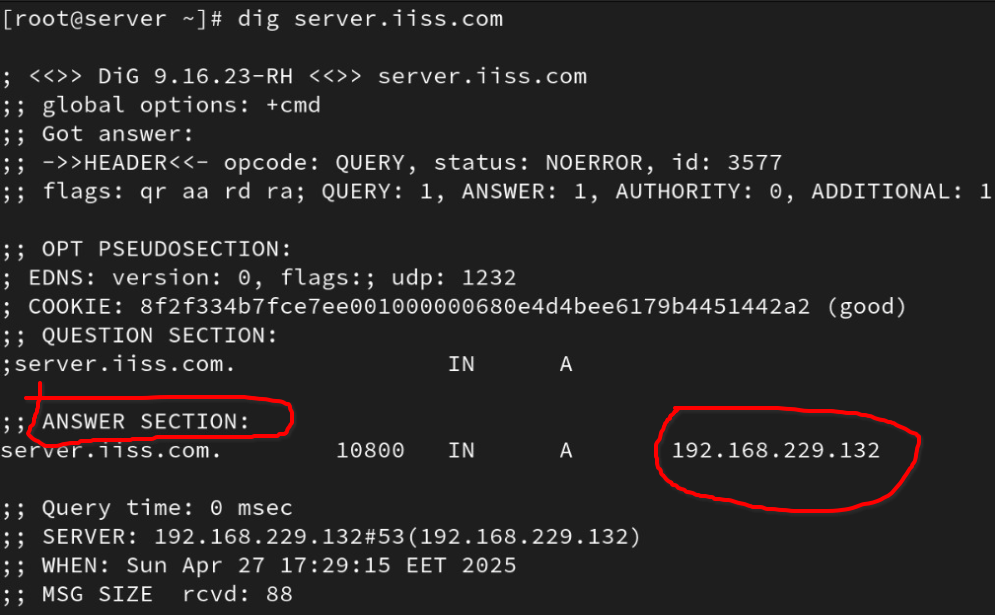 [root@server ~]# dig server.iiss.com
; <<>> DiG 9.16.23-RH <<>> server.iiss.com
;; global options: +cmd
;; Got answer:
;; ->>HEADER<<- opcode: QUERY, status: NOERROR, id: 3577
;; flags: qr aa rd ra; QUERY: 1, ANSWER: 1, AUTHORITY: 0, ADDITIONAL: 1
;; OPT PSEUDOSECTION:
; EDNS: version: 0, flags:; udp: 1232
; COOKIE: 8f2f334b7fce7ee001000000680e4d4bee6179b4451442a2 (good)
;; QUESTION SECTION:
;server.iiss.com. IN A
;; ANSWER SECTION:
server.iiss.com. 10800 IN A 192.168.229.132
;; Query time: 0 msec
;; SERVER: 192.168.229.132#53(192.168.229.132)
;; WHEN: Sun Apr 27 17:29:15 EET 2025
;; MSG SIZE rcvd: 88